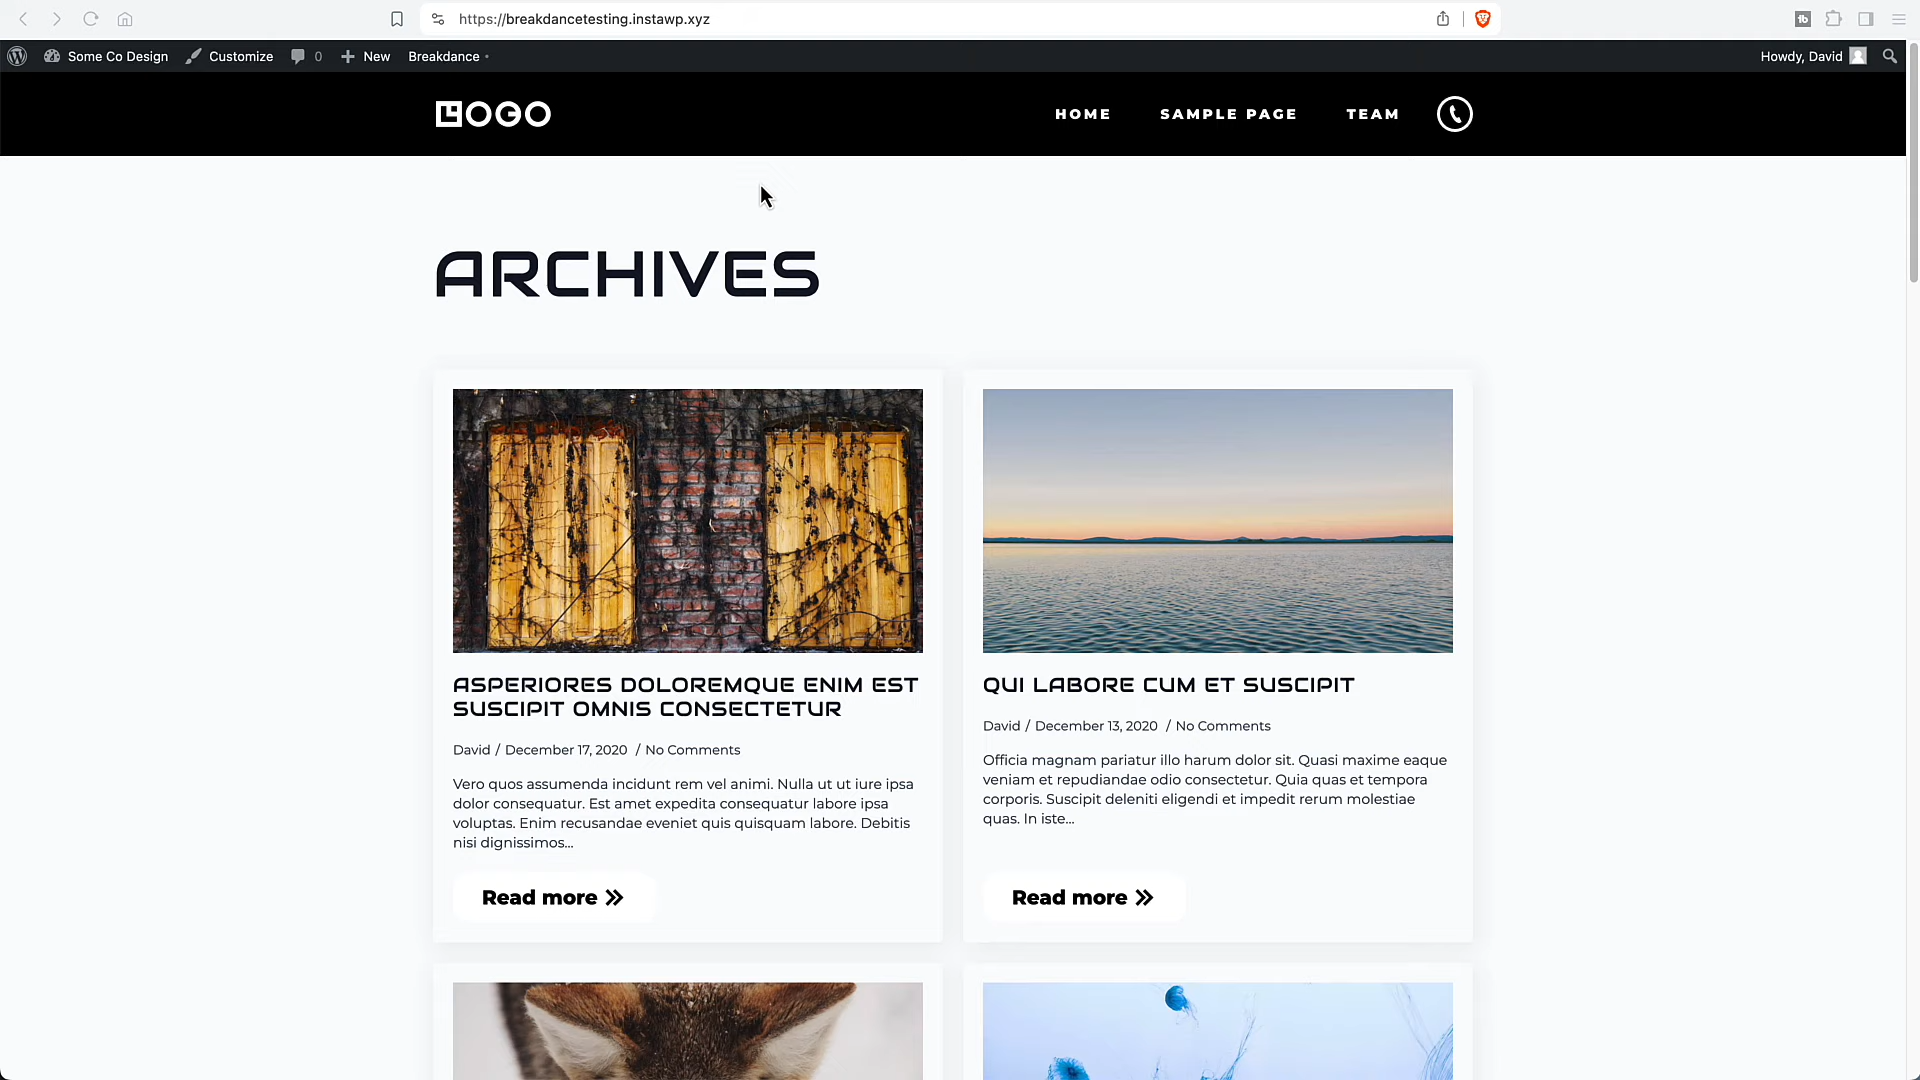 https://breakdancetesting.instawp.xyz
Some Co Design
Customize
0
New
Breakdance
Howdy, David
LOGO
HOME
SAMPLE PAGE
TEAM
ARCHIVES
ASPERIORES DOLOREMQUE ENIM EST
SUSCIPIT OMNIS CONSECTETUR
David / December 17, 2020 / No Comments
Vero quos assumenda incidunt rem vel animi. Nulla ut ut iure ipsa
dolor consequatur. Est amet expedita consequatur labore ipsa
voluptas. Enim recusandae eveniet quis quisquam labore. Debitis
nisi dignissimos...
Read more
QUI LABORE CUM ET SUSCIPIT
David / December 13, 2020 / No Comments
Officia magnam pariatur illo harum dolor sit. Quasi maxime eaque
veniam et repudiandae odio consectetur. Quia quas et tempora
corporis. Suscipit deleniti eligendi et impedit rerum molestiae
quas. In iste...
Read more